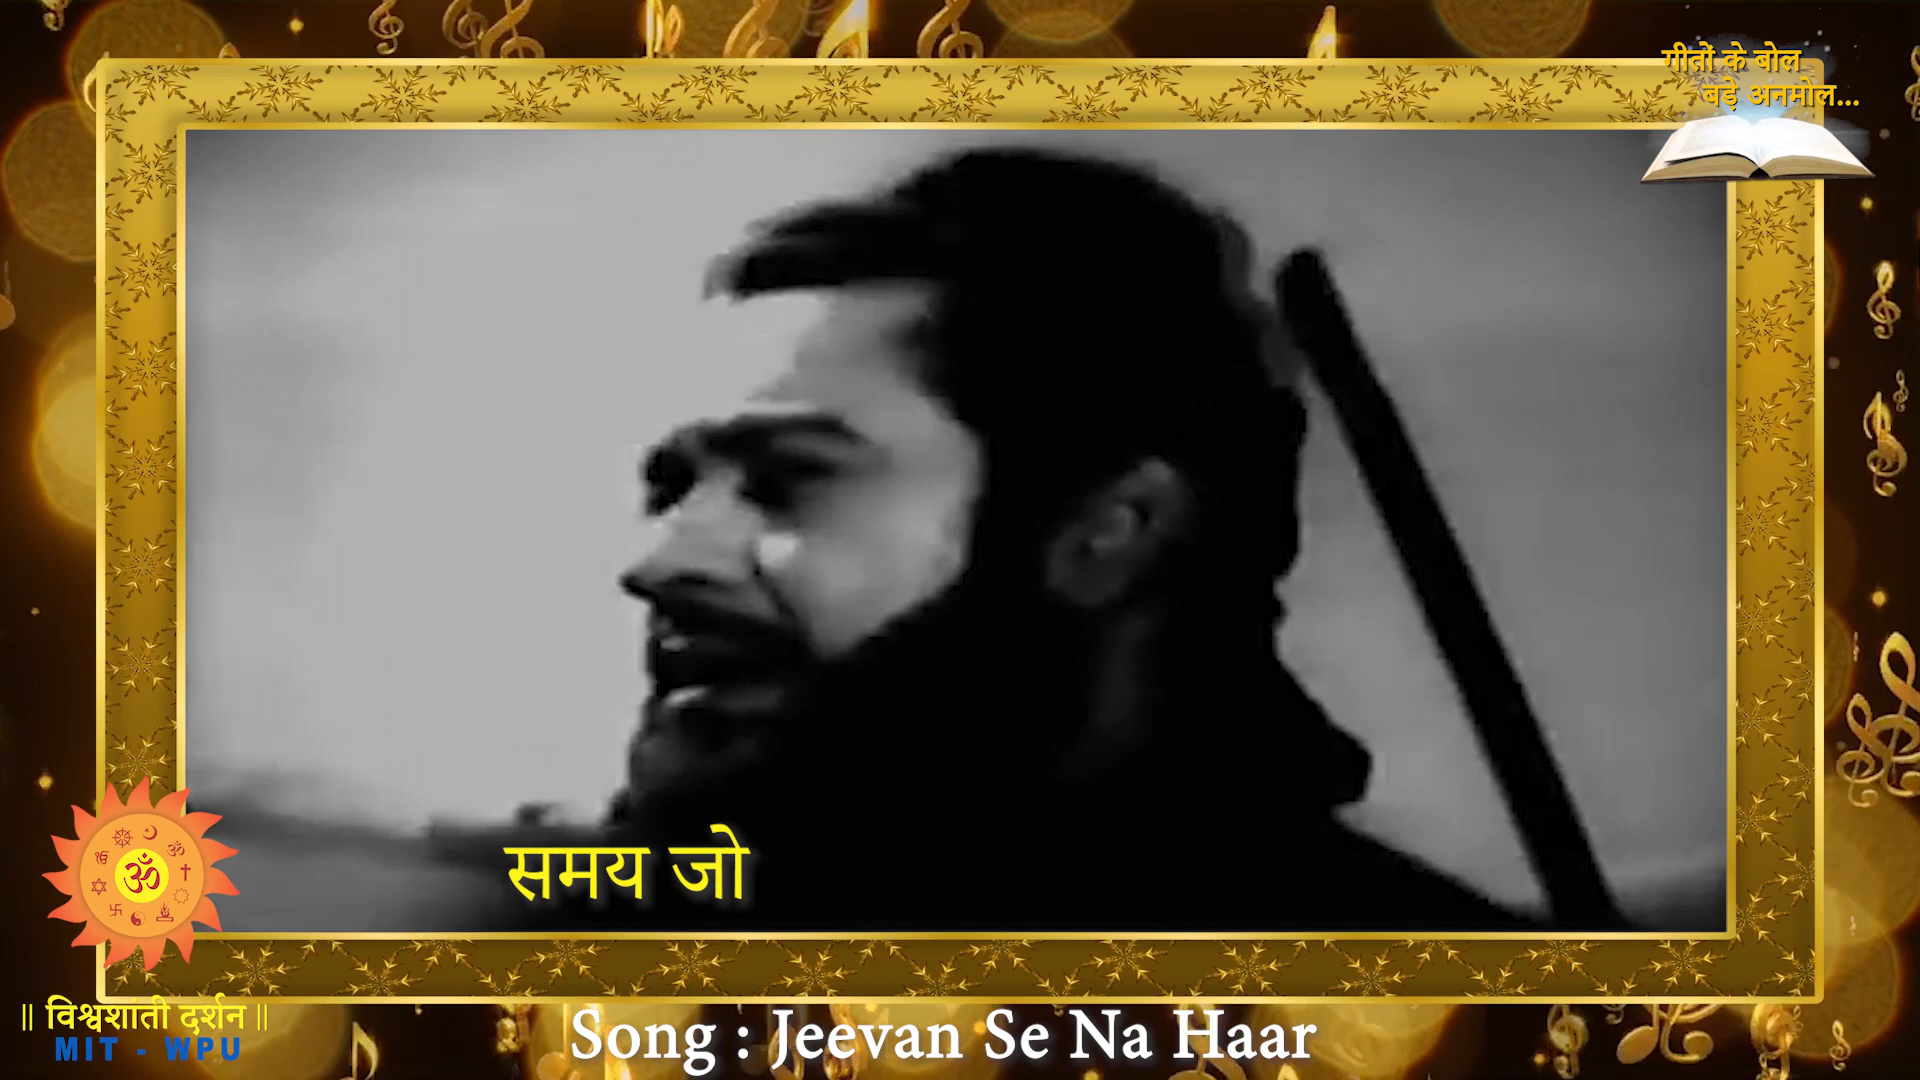 गीतों के बोल
बड़े अनमोल...
समय जो
|| विश्वशांती दर्शन ||
MIT - WPU
Song : Jeevan Se Na Haar